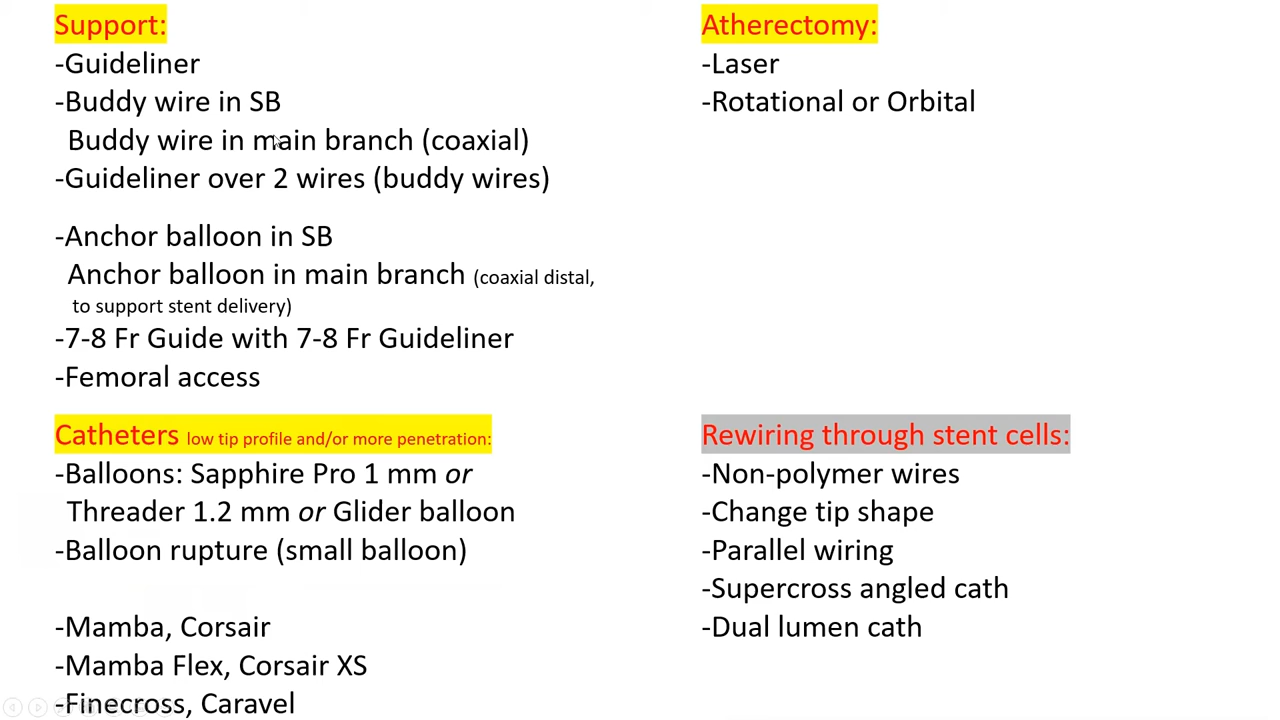 Support:
-Guideliner
-Buddy wire in SB
Buddy wire in main branch (coaxial)
-Guideliner over 2 wires (buddy wires)
-Anchor balloon in SB
Anchor balloon in main branch (coaxial distal,
to support stent delivery)
-7-8 Fr Guide with 7-8 Fr Guideliner
-Femoral access
Catheters low tip profile and/or more penetration:
-Balloons: Sapphire Pro 1 mm or
Threader 1.2 mm or Glider balloon
-Balloon rupture (small balloon)
-Mamba, Corsair
-Mamba Flex, Corsair XS
-Finecross, Caravel
Atherectomy:
-Laser
-Rotational or Orbital
Rewiring through stent cells:
-Non-polymer wires
-Change tip shape
-Parallel wiring
-Supercross angled cath
-Dual lumen cath